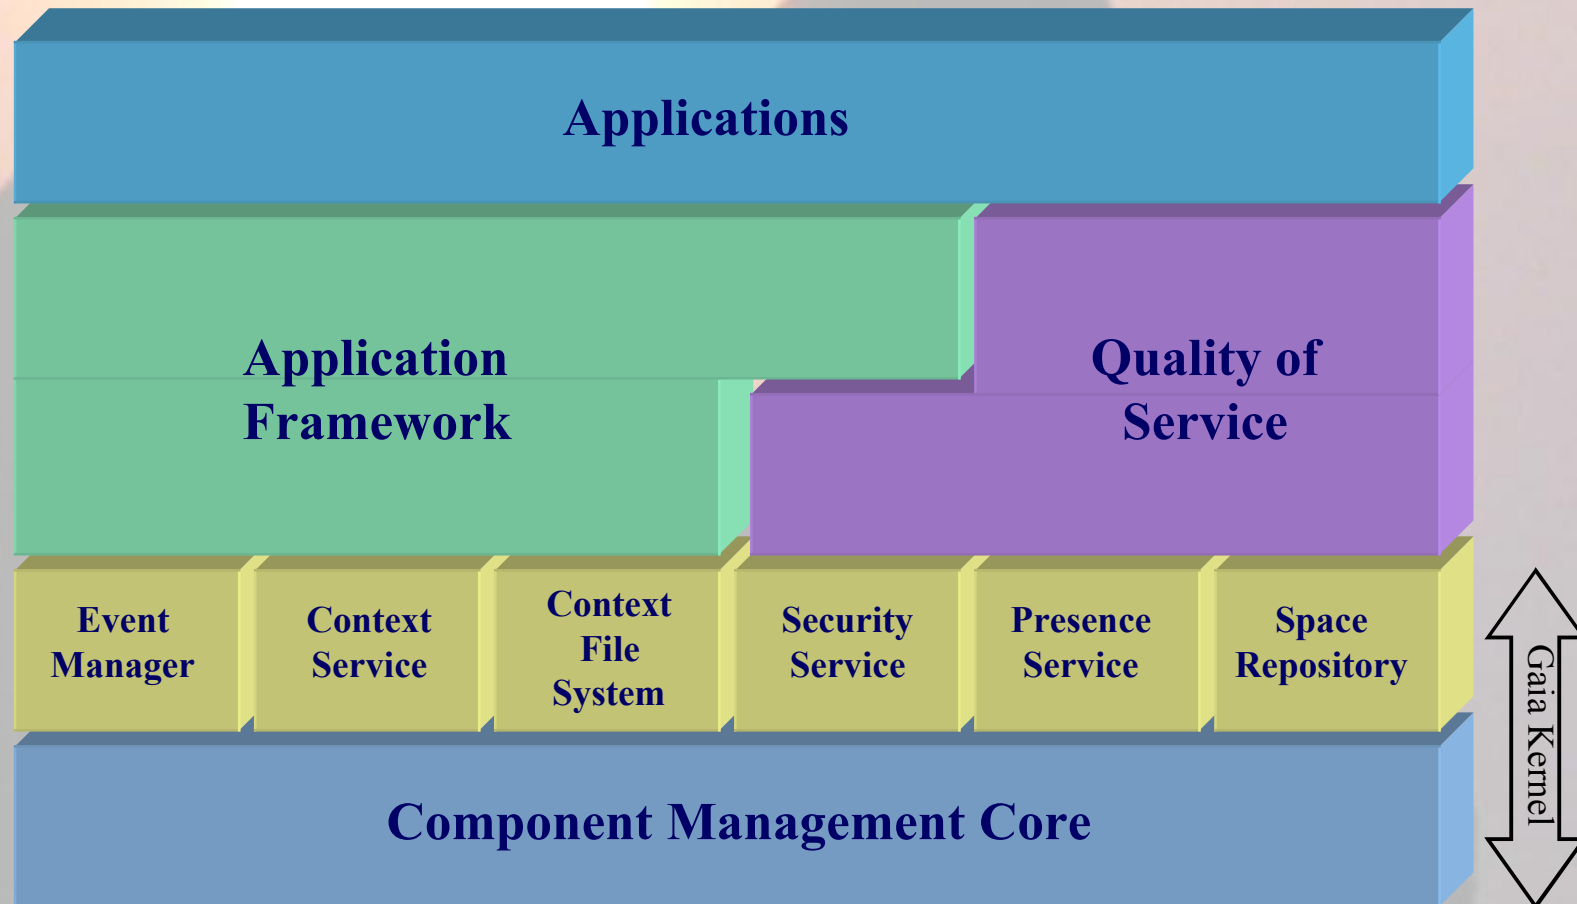 Applications
Application
Framework
Quality of
Service
Event
Manager
Context
Service
Context
File
System
Security
Service
Presence
Service
Space
Repository
Gaia Kernel
Component Management Core